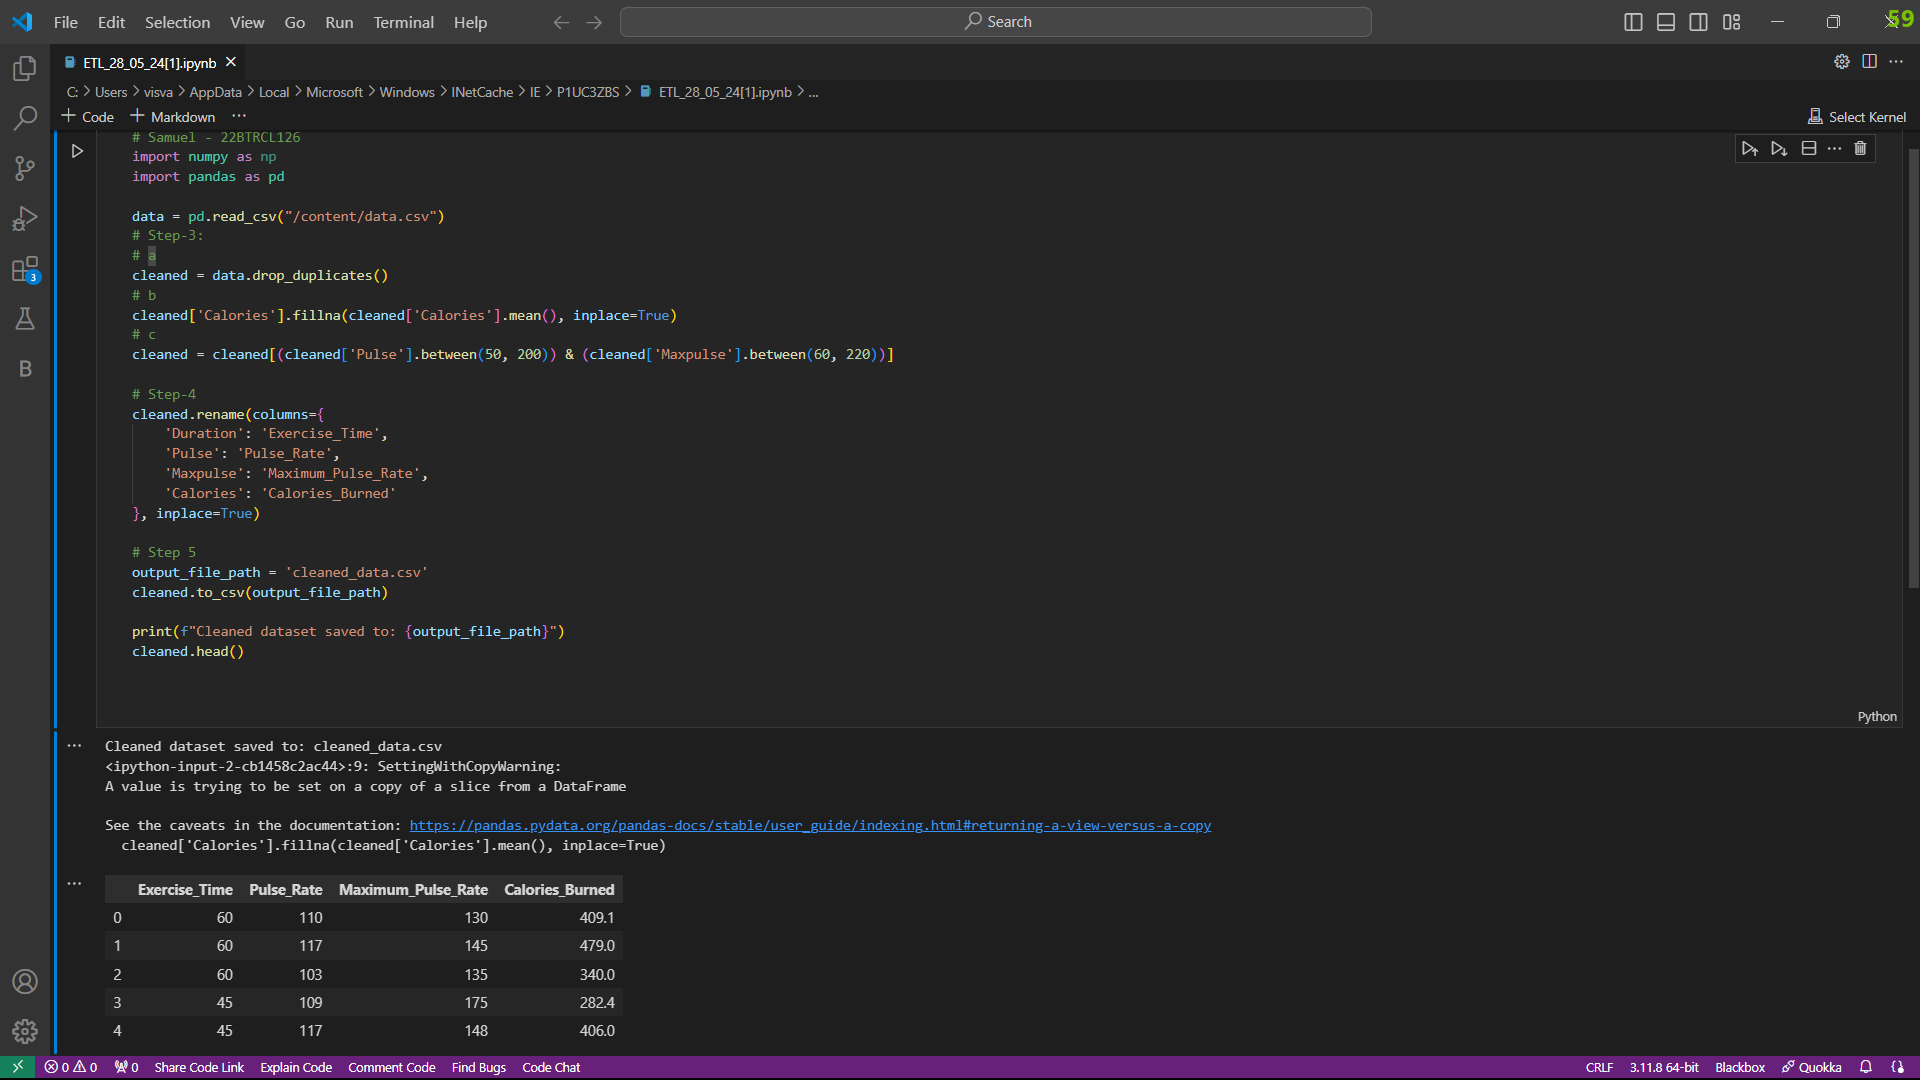 File Edit Selection View Go Run Terminal Help
Search
59
ETL_28_05_24[1].ipynb
C: > Users > visva > AppData > Local > Microsoft > Windows > INetCache > IE > P1UC3ZBS > ETL_28_05_24[1].ipynb > ...
+ Code + Markdown ...
Select Kernel
# Samuel - 22BTRCL126
import numpy as np
import pandas as pd
data = pd.read_csv("/content/data.csv")
# Step-3:
# a
cleaned = data.drop_duplicates()
# b
cleaned['Calories'].fillna(cleaned['Calories'].mean(), inplace=True)
# c
cleaned = cleaned[(cleaned['Pulse'].between(50, 200)) & (cleaned['Maxpulse'].between(60, 220))]
# Step-4
cleaned.rename(columns={
    'Duration': 'Exercise_Time',
    'Pulse': 'Pulse_Rate',
    'Maxpulse': 'Maximum_Pulse_Rate',
    'Calories': 'Calories_Burned'
}, inplace=True)
# Step 5
output_file_path = 'cleaned_data.csv'
cleaned.to_csv(output_file_path)
print(f"Cleaned dataset saved to: {output_file_path}")
cleaned.head()
Python
3
B
Cleaned dataset saved to: cleaned_data.csv
<ipython-input-2-cb1458c2ac44>:9: SettingWithCopyWarning:
A value is trying to be set on a copy of a slice from a DataFrame
See the caveats in the documentation: https://pandas.pydata.org/pandas-docs/stable/user_guide/indexing.html#returning-a-view-versus-a-copy
  cleaned['Calories'].fillna(cleaned['Calories'].mean(), inplace=True)
Exercise_Time Pulse_Rate Maximum_Pulse_Rate Calories_Burned
0 60 110 130 409.1
1 60 117 145 479.0
2 60 103 135 340.0
3 45 109 175 282.4
4 45 117 148 406.0
0 0 0 Share Code Link Explain Code Comment Code Find Bugs Code Chat
CRLF 3.11.8 64-bit Blackbox Quokka